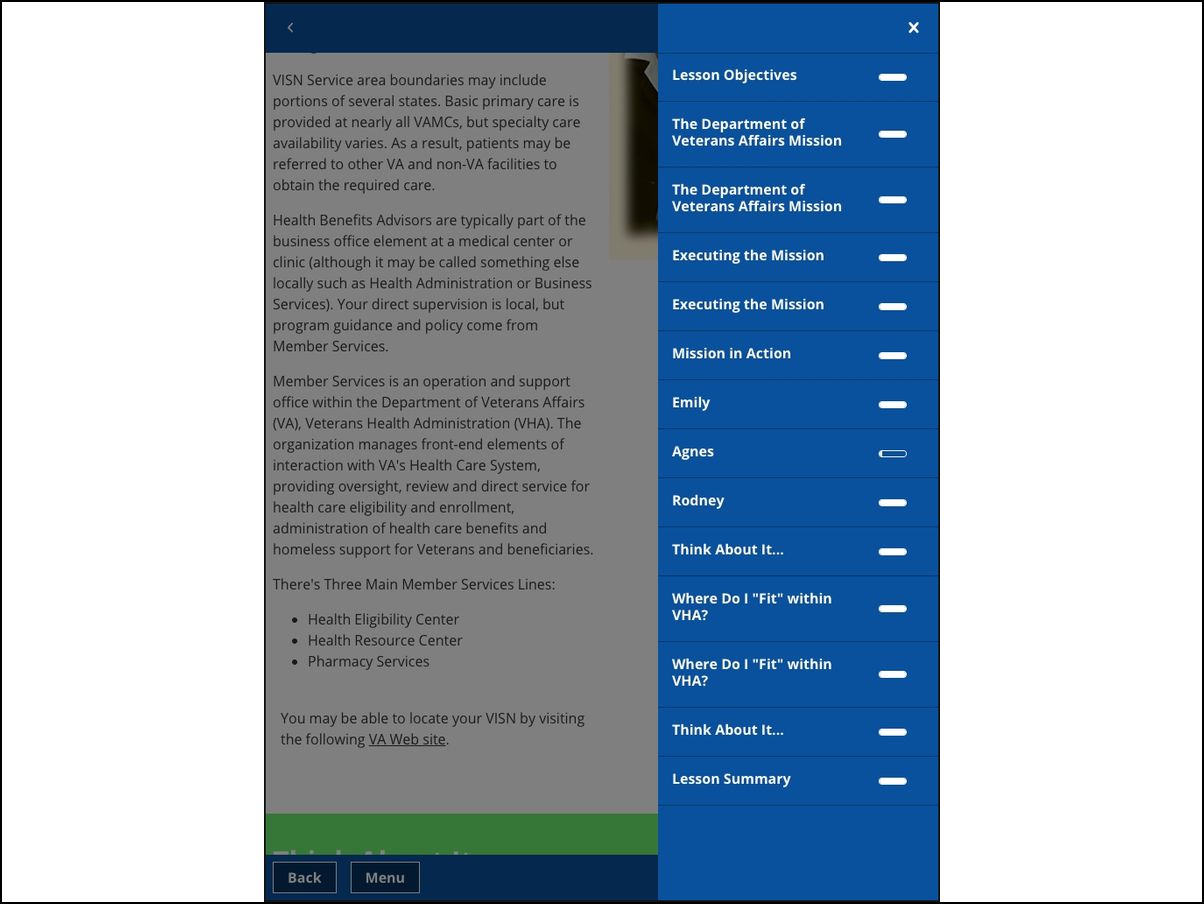 VISN Service area boundaries may include
portions of several states. Basic primary care is
provided at nearly all VAMCs, but specialty care
availability varies. As a result, patients may be
referred to other VA and non-VA facilities to
obtain the required care.
Health Benefits Advisors are typically part of the
business office element at a medical center or
clinic (although it may be called something else
locally such as Health Administration or Business
Services). Your direct supervision is local, but
program guidance and policy come from
Member Services.
Member Services is an operation and support
office within the Department of Veterans Affairs
(VA), Veterans Health Administration (VHA). The
organization manages front-end elements of
interaction with VA's Health Care System,
providing oversight, review and direct service for
health care eligibility and enrollment,
administration of health care benefits and
homeless support for Veterans and beneficiaries.
There's Three Main Member Services Lines:
• Health Eligibility Center
• Health Resource Center
• Pharmacy Services
You may be able to locate your VISN by visiting
the following VA Web site.
Back
Menu
Lesson Objectives
The Department of
Veterans Affairs Mission
The Department of
Veterans Affairs Mission
Executing the Mission
Executing the Mission
Mission in Action
Emily
Agnes
Rodney
Think About It...
Where Do I "Fit" within
VHA?
Where Do I "Fit" within
VHA?
Think About It...
Lesson Summary